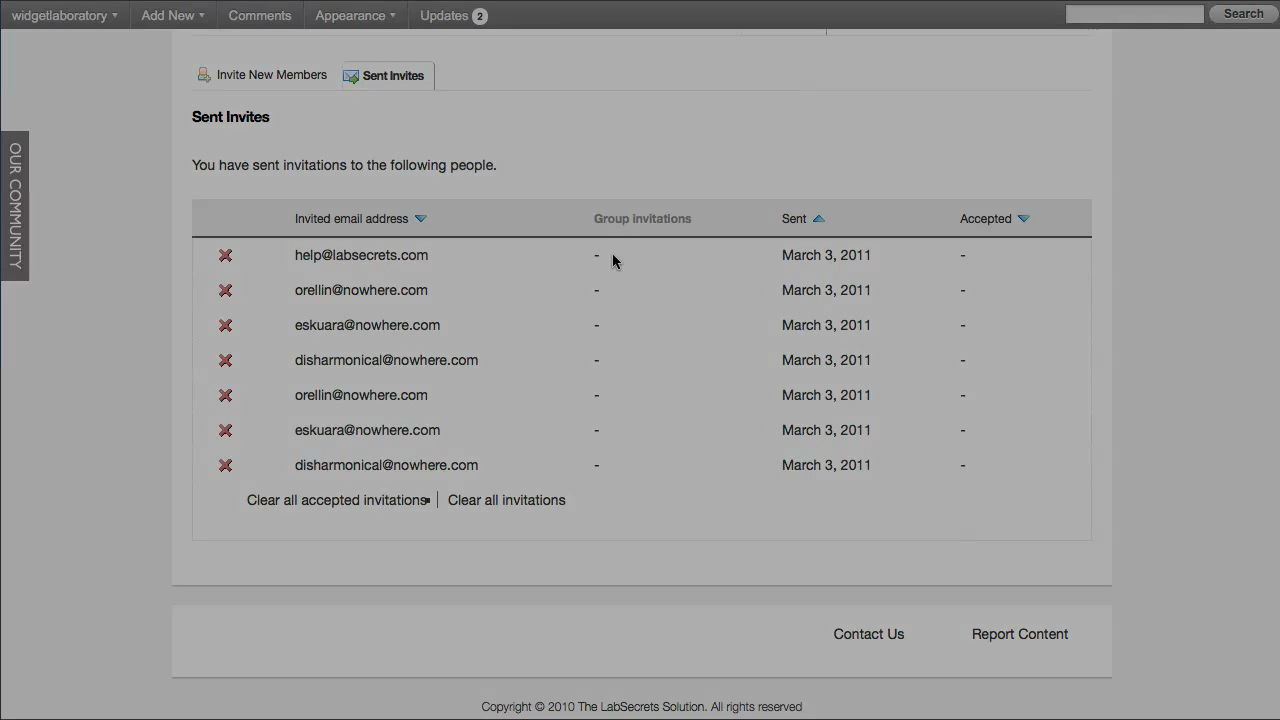 widgetlaboratory Add New Comments Appearance Updates 2 Search
Invite New Members Sent Invites
Sent Invites
OUR COMMUNITY
You have sent invitations to the following people.
Invited email address Group invitations Sent Accepted
help@labsecrets.com - March 3, 2011 -
orellin@nowhere.com - March 3, 2011 -
eskuara@nowhere.com - March 3, 2011 -
disharmonical@nowhere.com - March 3, 2011 -
orellin@nowhere.com - March 3, 2011 -
eskuara@nowhere.com - March 3, 2011 -
disharmonical@nowhere.com - March 3, 2011 -
Clear all accepted invitations | Clear all invitations
Contact Us Report Content
Copyright © 2010 The LabSecrets Solution. All rights reserved